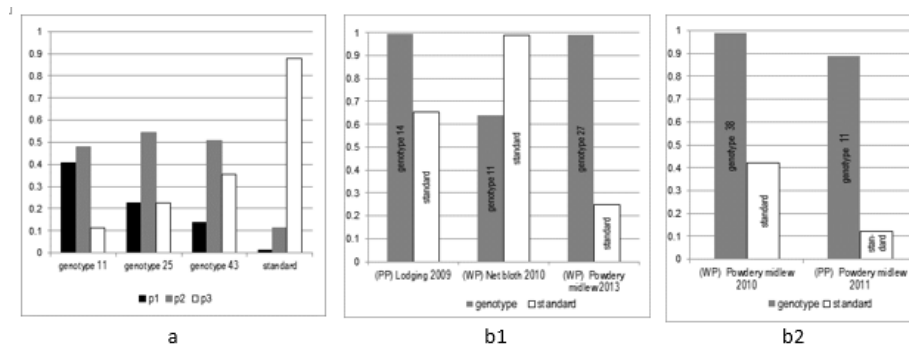 1
0.9
0.8
0.7
0.6
0.5
0.4
0.3
0.2
0.1
0
genotype 11 genotype 25 genotype 43 standard
p1 p2 p3
a
1
0.9
0.8
0.7
0.6
0.5
0.4
0.3
0.2
0.1
0
genotype 14
standard
genotype 11
standard
genotype 27
standard
(PP) Lodging 2009 (WP) Net bloth 2010 (WP) Powdery
midlew 2013
genotype standard
b1
1
0.9
0.8
0.7
0.6
0.5
0.4
0.3
0.2
0.1
0
genotype 38
standard
genotype 11
stan-
dard
(WP) Powdery midlew (PP) Powdery midlew
2010 2011
genotype standard
b2